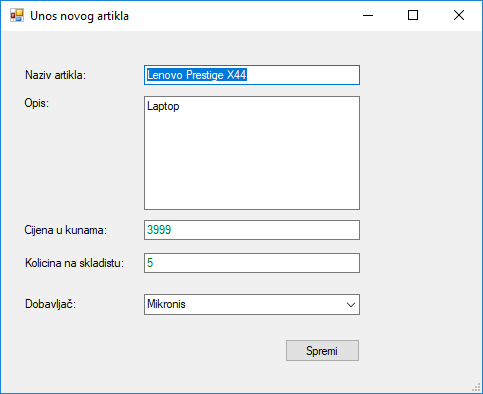 Unos novog artikla
Naziv artikla: Lenovo Prestige X44
Opis: Laptop
Cijena u kunama: 3999
Kolicina na skladistu: 5
Dobavljač: Mikronis
Spremi